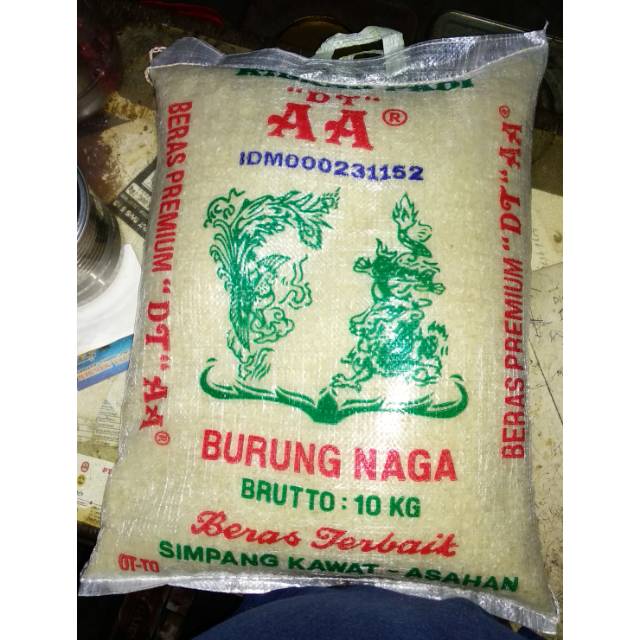 "DT"
AA®
IDM000231152
BERAS PREMIUM "DT" AA®
BERAS PREMIUM "DT" AA®
BURUNG NAGA
BRUTTO : 10 KG
Beras Terbaik
SIMPANG KAWAT - ASAHAN
OT-TO